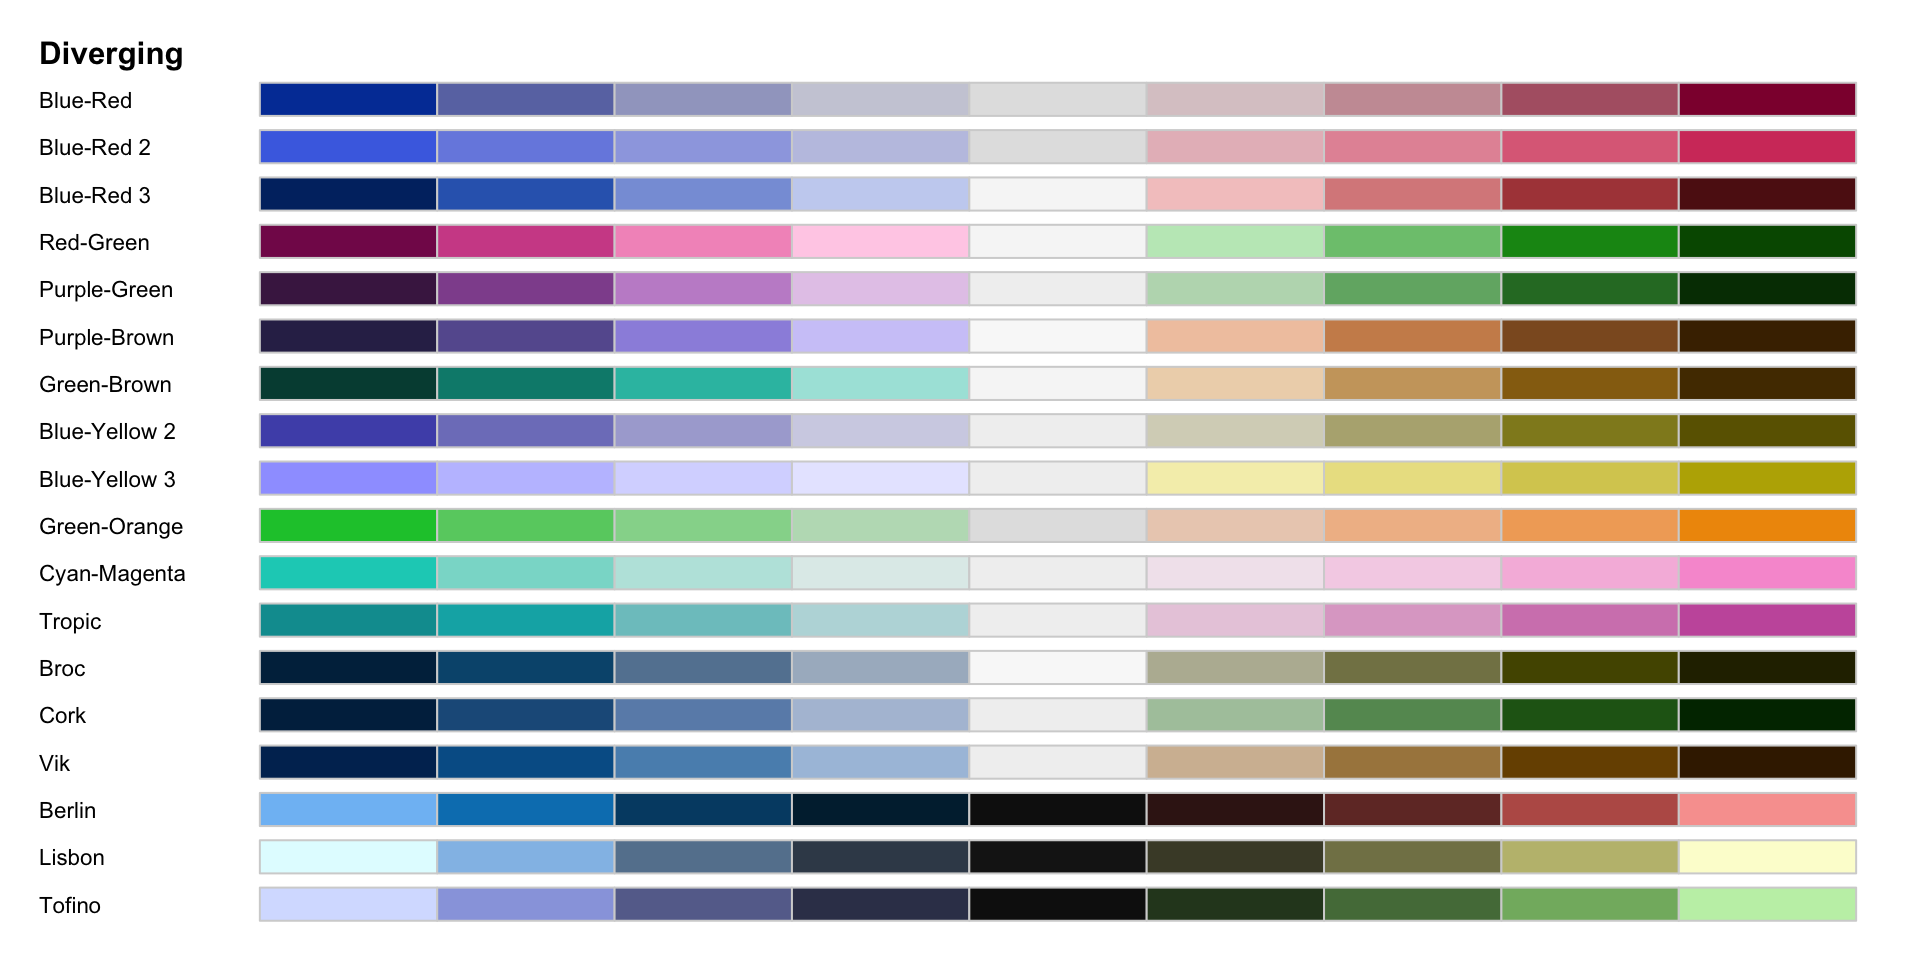 Diverging
Blue-Red
Blue-Red 2
Blue-Red 3
Red-Green
Purple-Green
Purple-Brown
Green-Brown
Blue-Yellow 2
Blue-Yellow 3
Green-Orange
Cyan-Magenta
Tropic
Broc
Cork
Vik
Berlin
Lisbon
Tofino